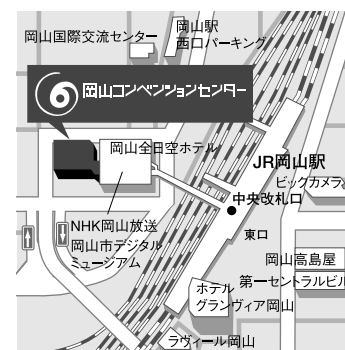 岡山駅
西口パーキング
岡山国際交流センター
岡山コンベンションセンター
岡山全日空ホテル
JR岡山駅
ビックカメラ
中央改札口
NHK岡山放送
岡山市デジタル
ミュージアム
東口
岡山高島屋
第一セントラルビル
ホテル
グランヴィア岡山
ラヴィール岡山